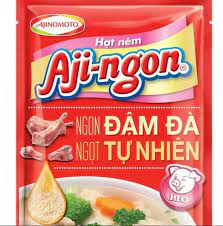 AJINOMOTO
Hạt nêm
Aji-ngon®
NGON ĐẬM ĐÀ
NGỌT TỰ NHIÊN
HEO